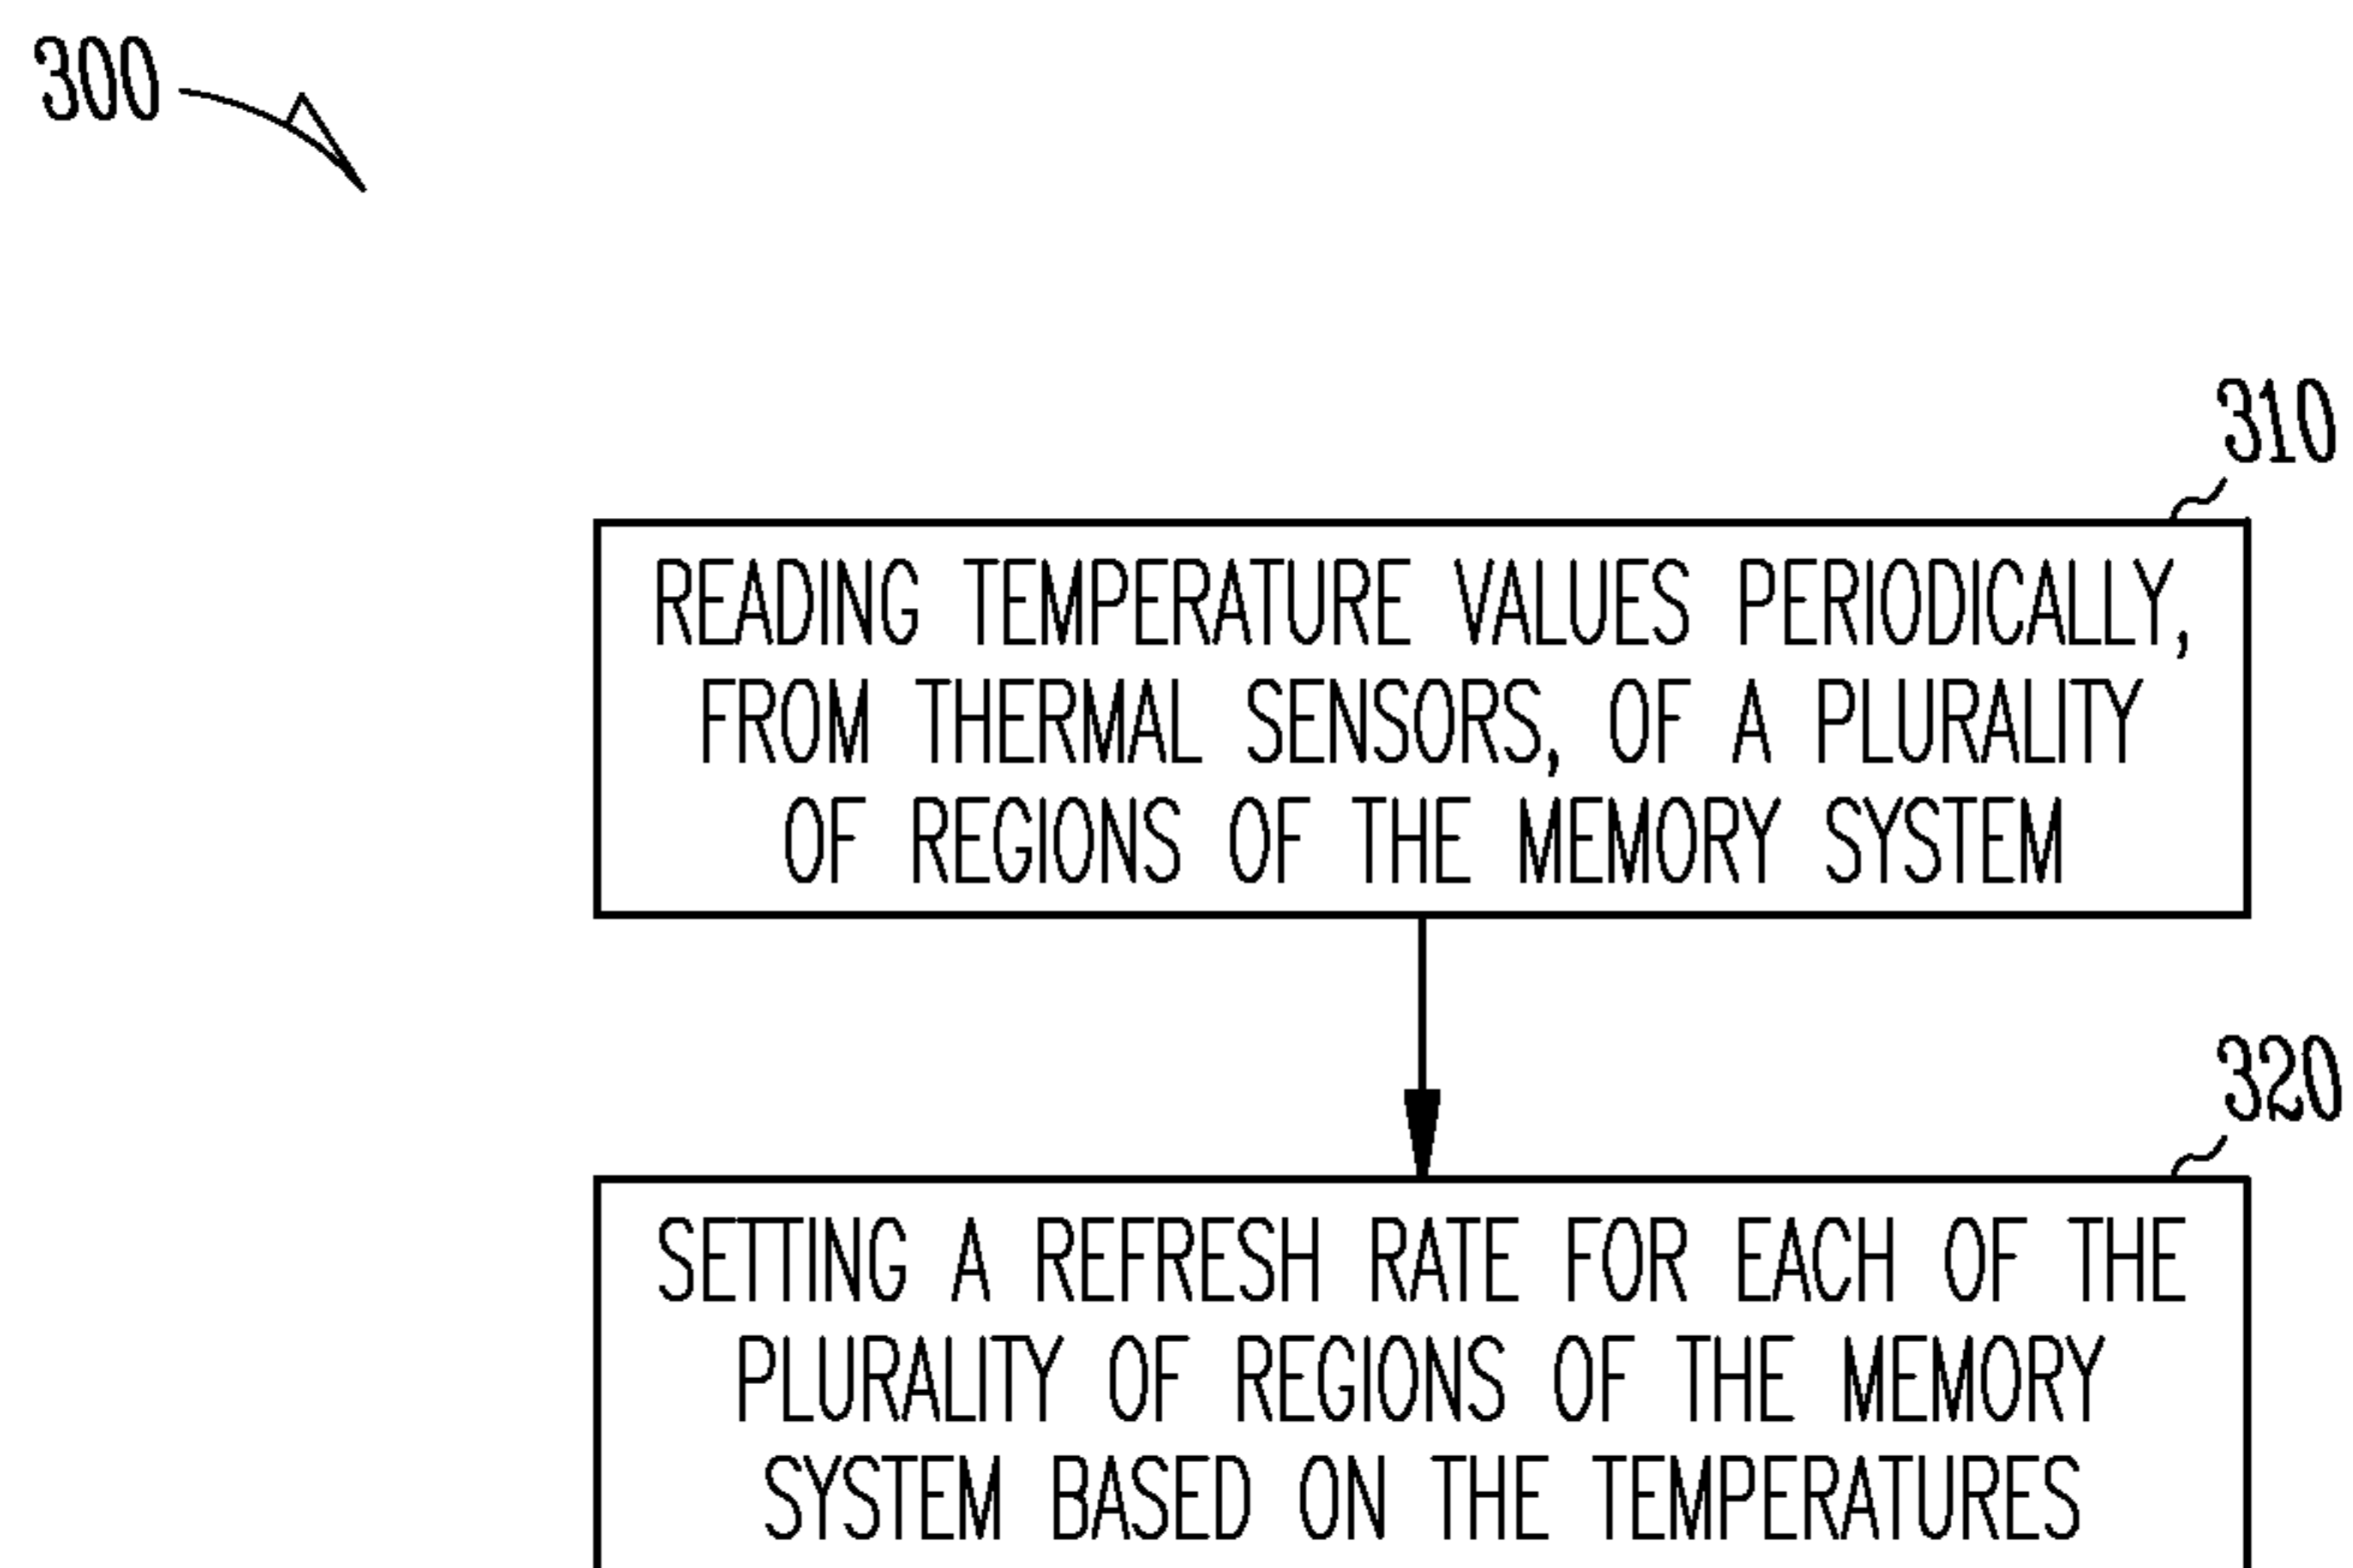 300
310
READING TEMPERATURE VALUES PERIODICALLY,
FROM THERMAL SENSORS, OF A PLURALITY
OF REGIONS OF THE MEMORY SYSTEM
320
SETTING A REFRESH RATE FOR EACH OF THE
PLURALITY OF REGIONS OF THE MEMORY
SYSTEM BASED ON THE TEMPERATURES